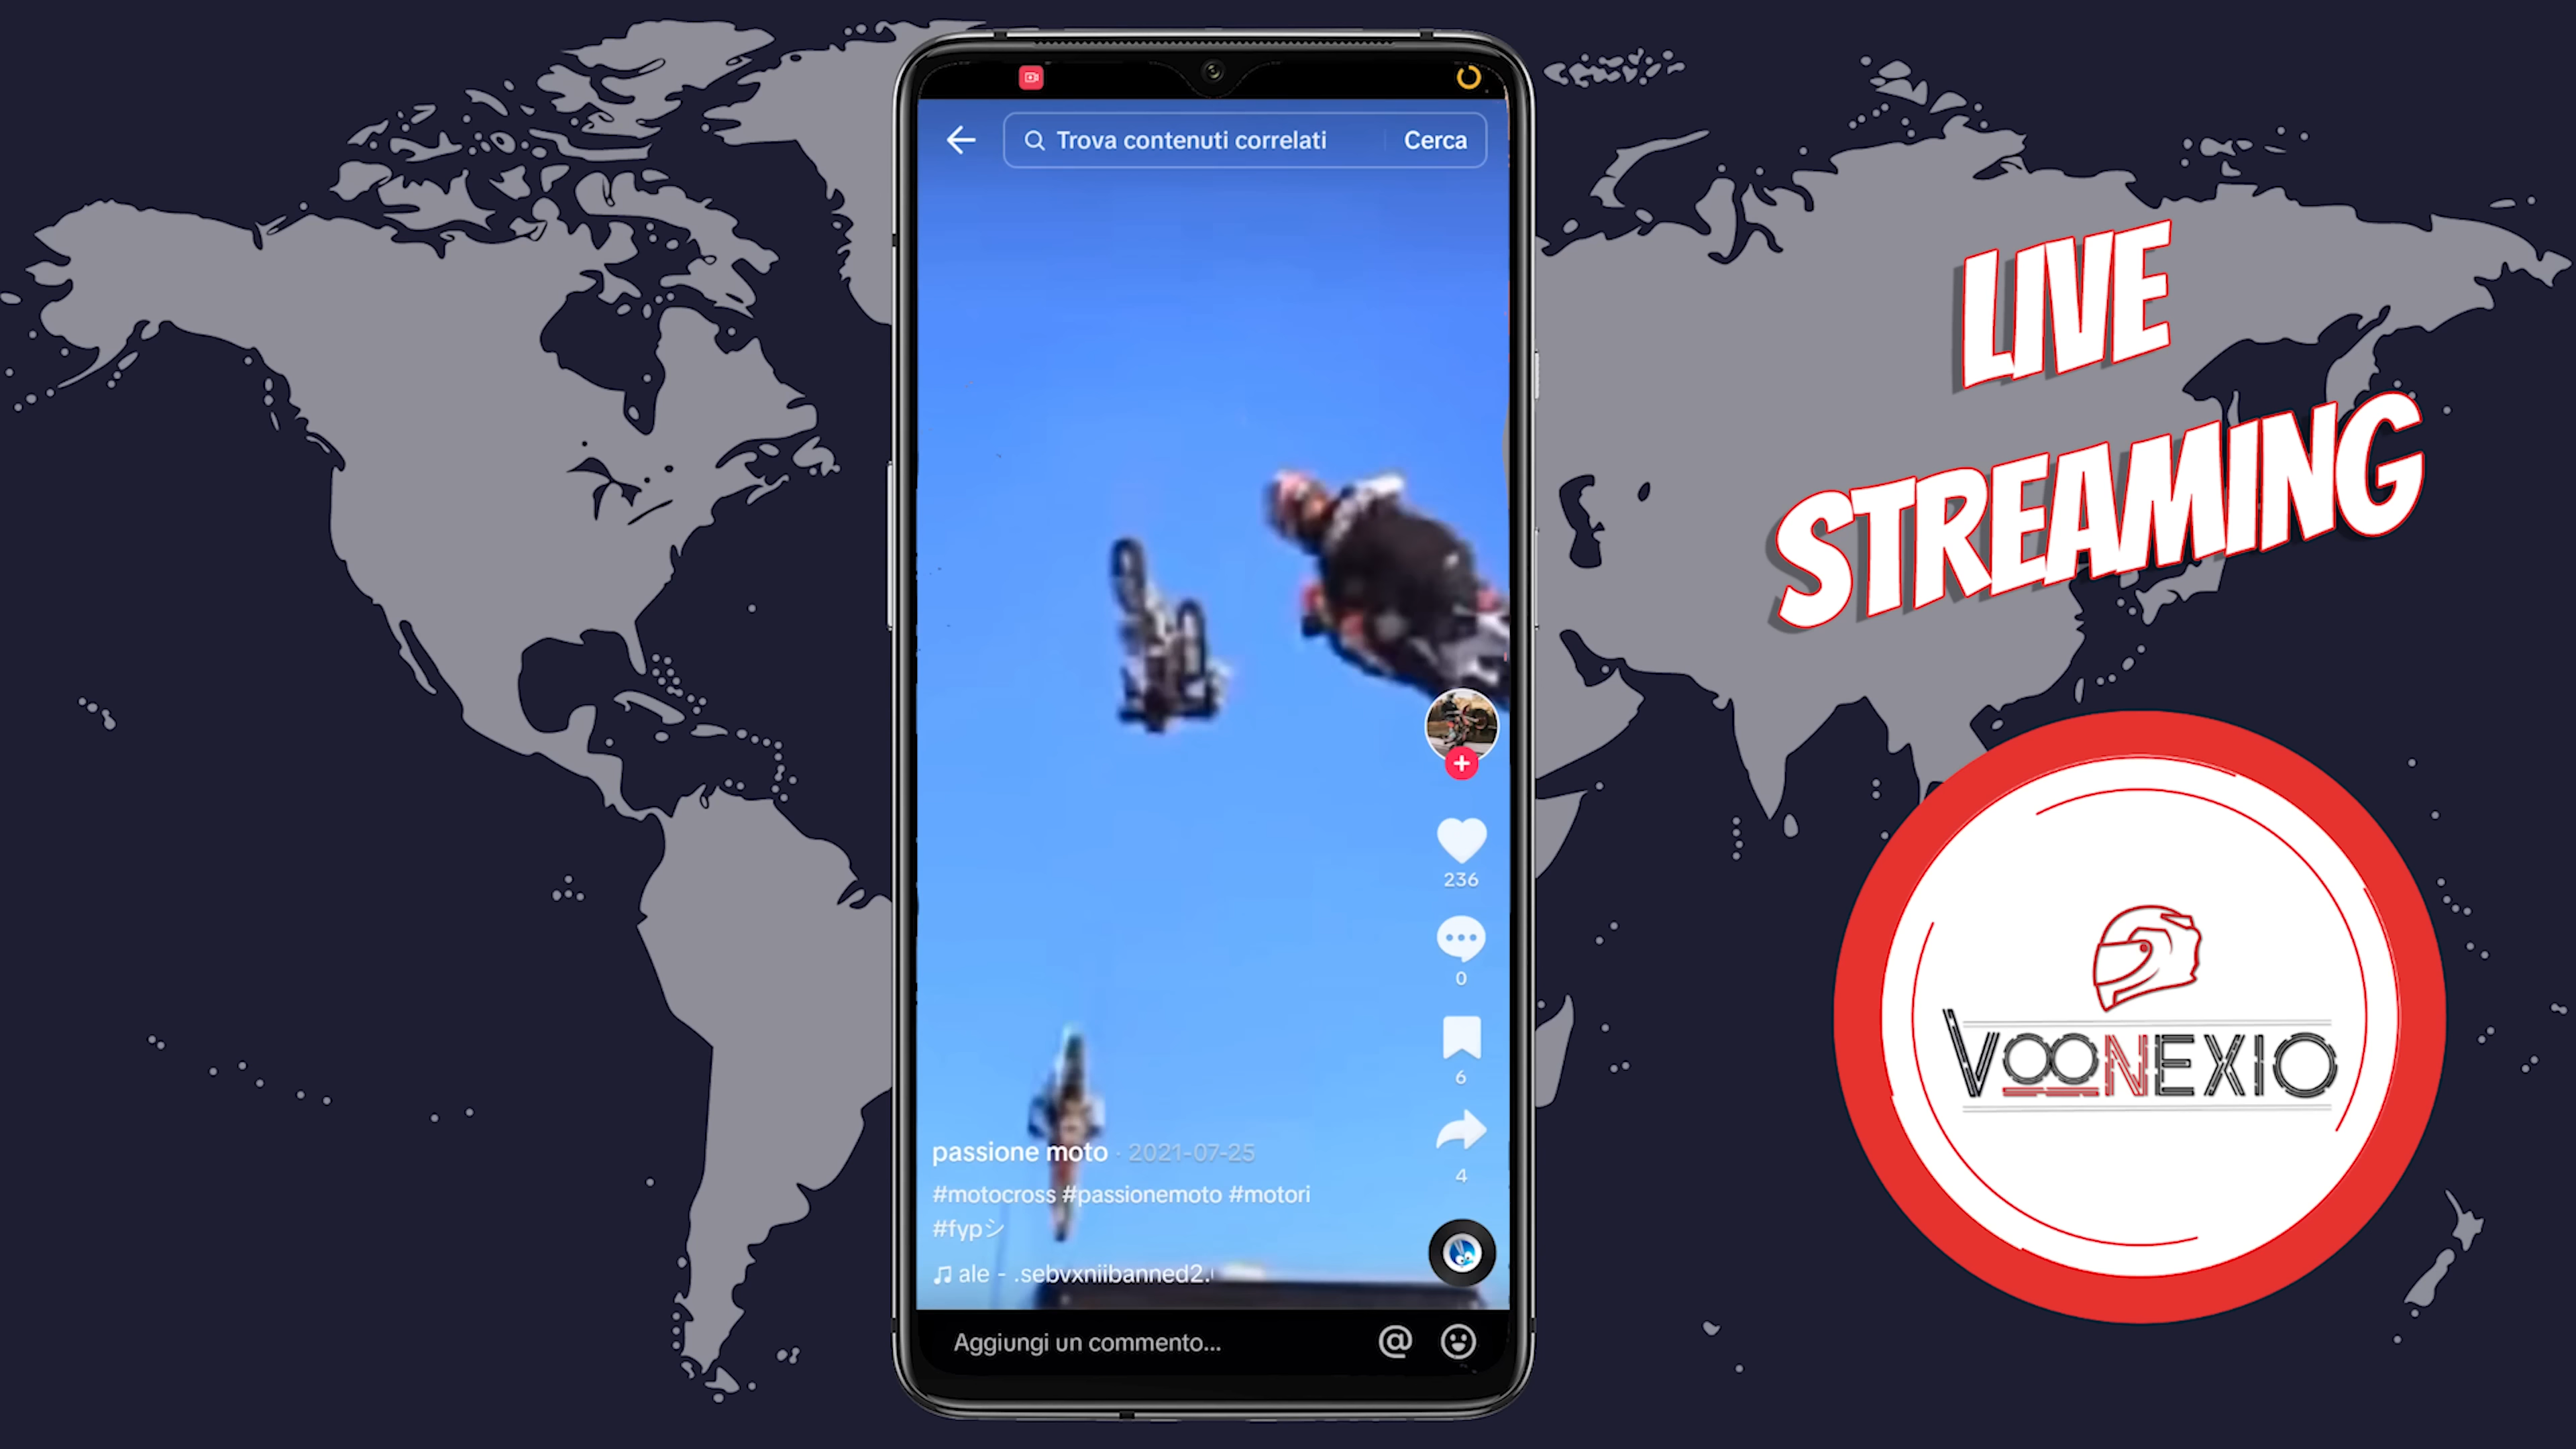 Trova contenuti correlati Cerca
236
0
6
4
passione moto · 2021-07-25
#motocross #passionemoto #motori
#fypシ
ale - .sebvxniibanned2.
Aggiungi un commento...
LIVE
STREAMING
VOONEXIO